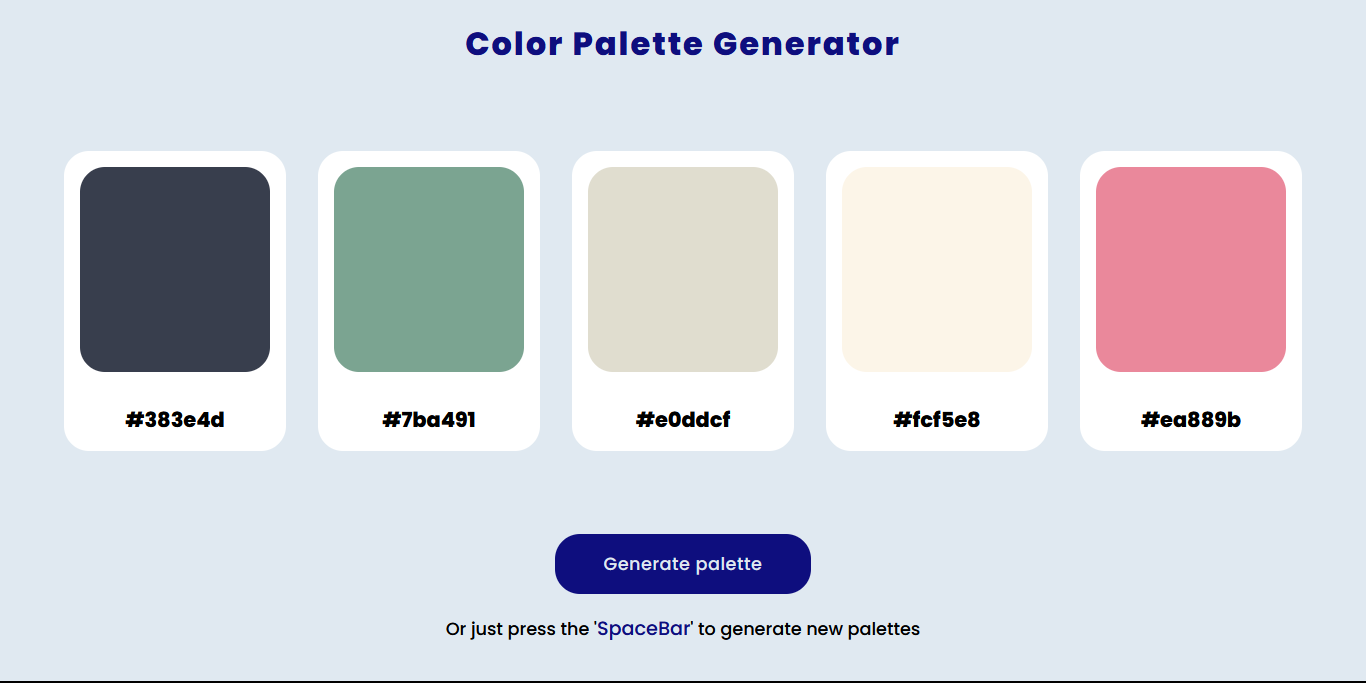 Color Palette Generator
#383e4d
#7ba491
#e0ddcf
#fcf5e8
#ea889b
Generate palette
Or just press the 'SpaceBar' to generate new palettes